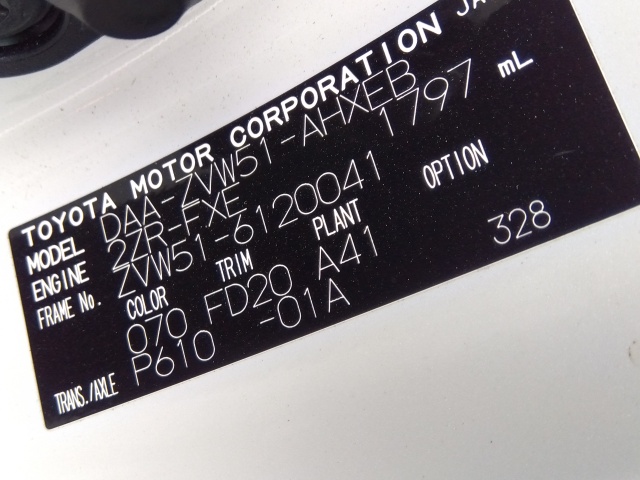 TOYOTA MOTOR CORPORATION JA
MODEL DAA-ZVW51-AHXEB
ENGINE 2ZR-FXE 1797 mL
FRAME No. ZVW51-6120041
COLOR TRIM PLANT OPTION
070 FD20 A41 328
TRANS./AXLE P610 -01A